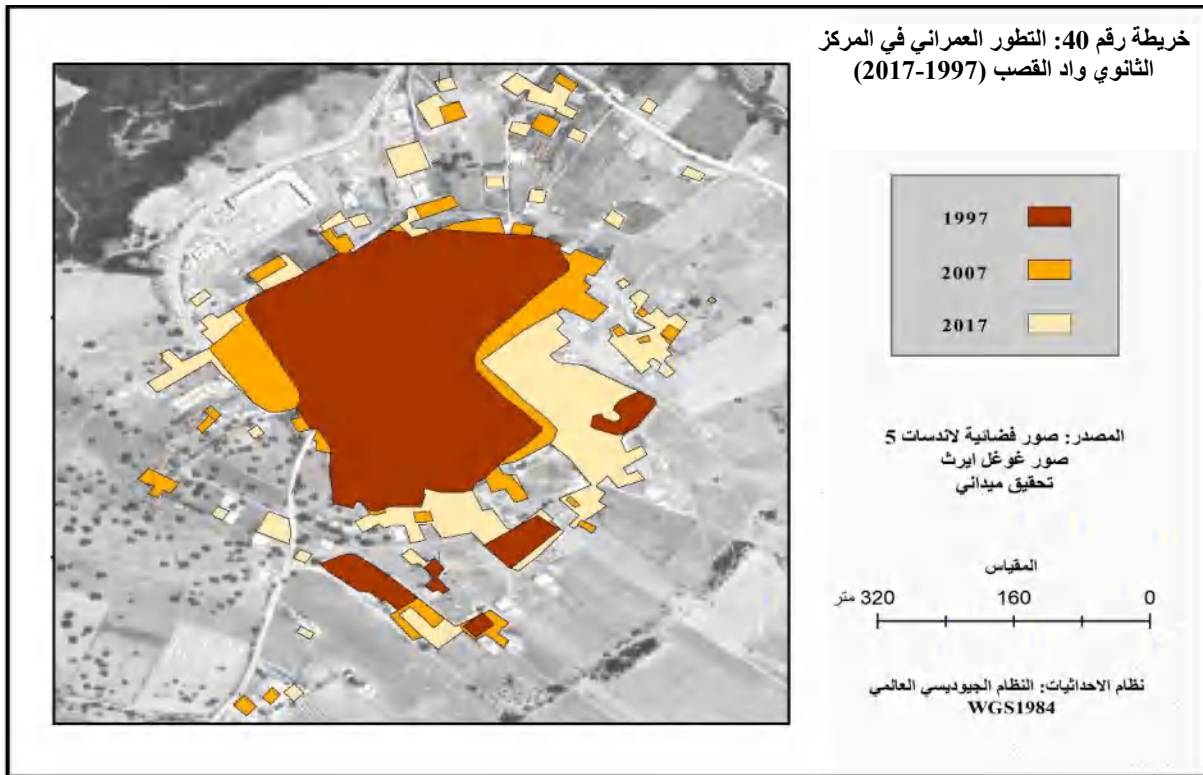 خريطة رقم 40: التطور العمراني في المركز
الثانوي واد القصب (1997-2017)
1997
2007
2017
المصدر: صور فضائية لاندسات 5
صور غوغل ايرث
تحقيق ميداني
المقياس
0 160 320 متر
نظام الاحداثيات: النظام الجيوديسي العالمي
WGS1984